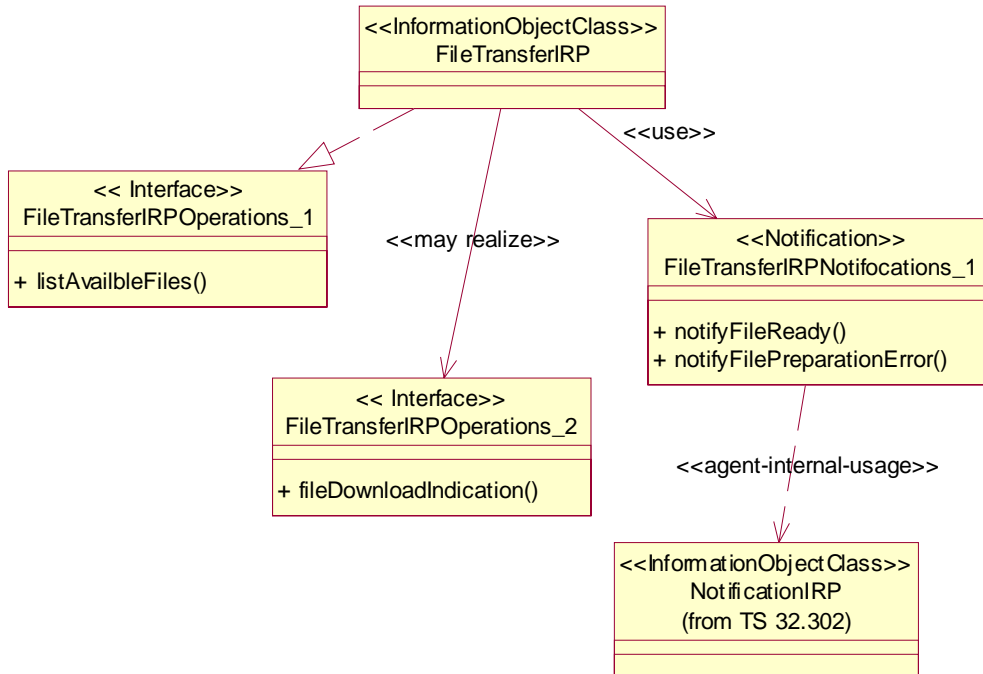 <<InformationObjectClass>>
FileTransferIRP
<<use>>
<< Interface>>
FileTransferIRPOperations_1
+ listAvailbleFiles()
<<may realize>>
<<Notification>>
FileTransferIRPNotifocations_1
+ notifyFileReady()
+ notifyFilePreparationError()
<< Interface>>
FileTransferIRPOperations_2
+ fileDownloadIndication()
<<agent-internal-usage>>
<<InformationObjectClass>>
NotificationIRP
(from TS 32.302)